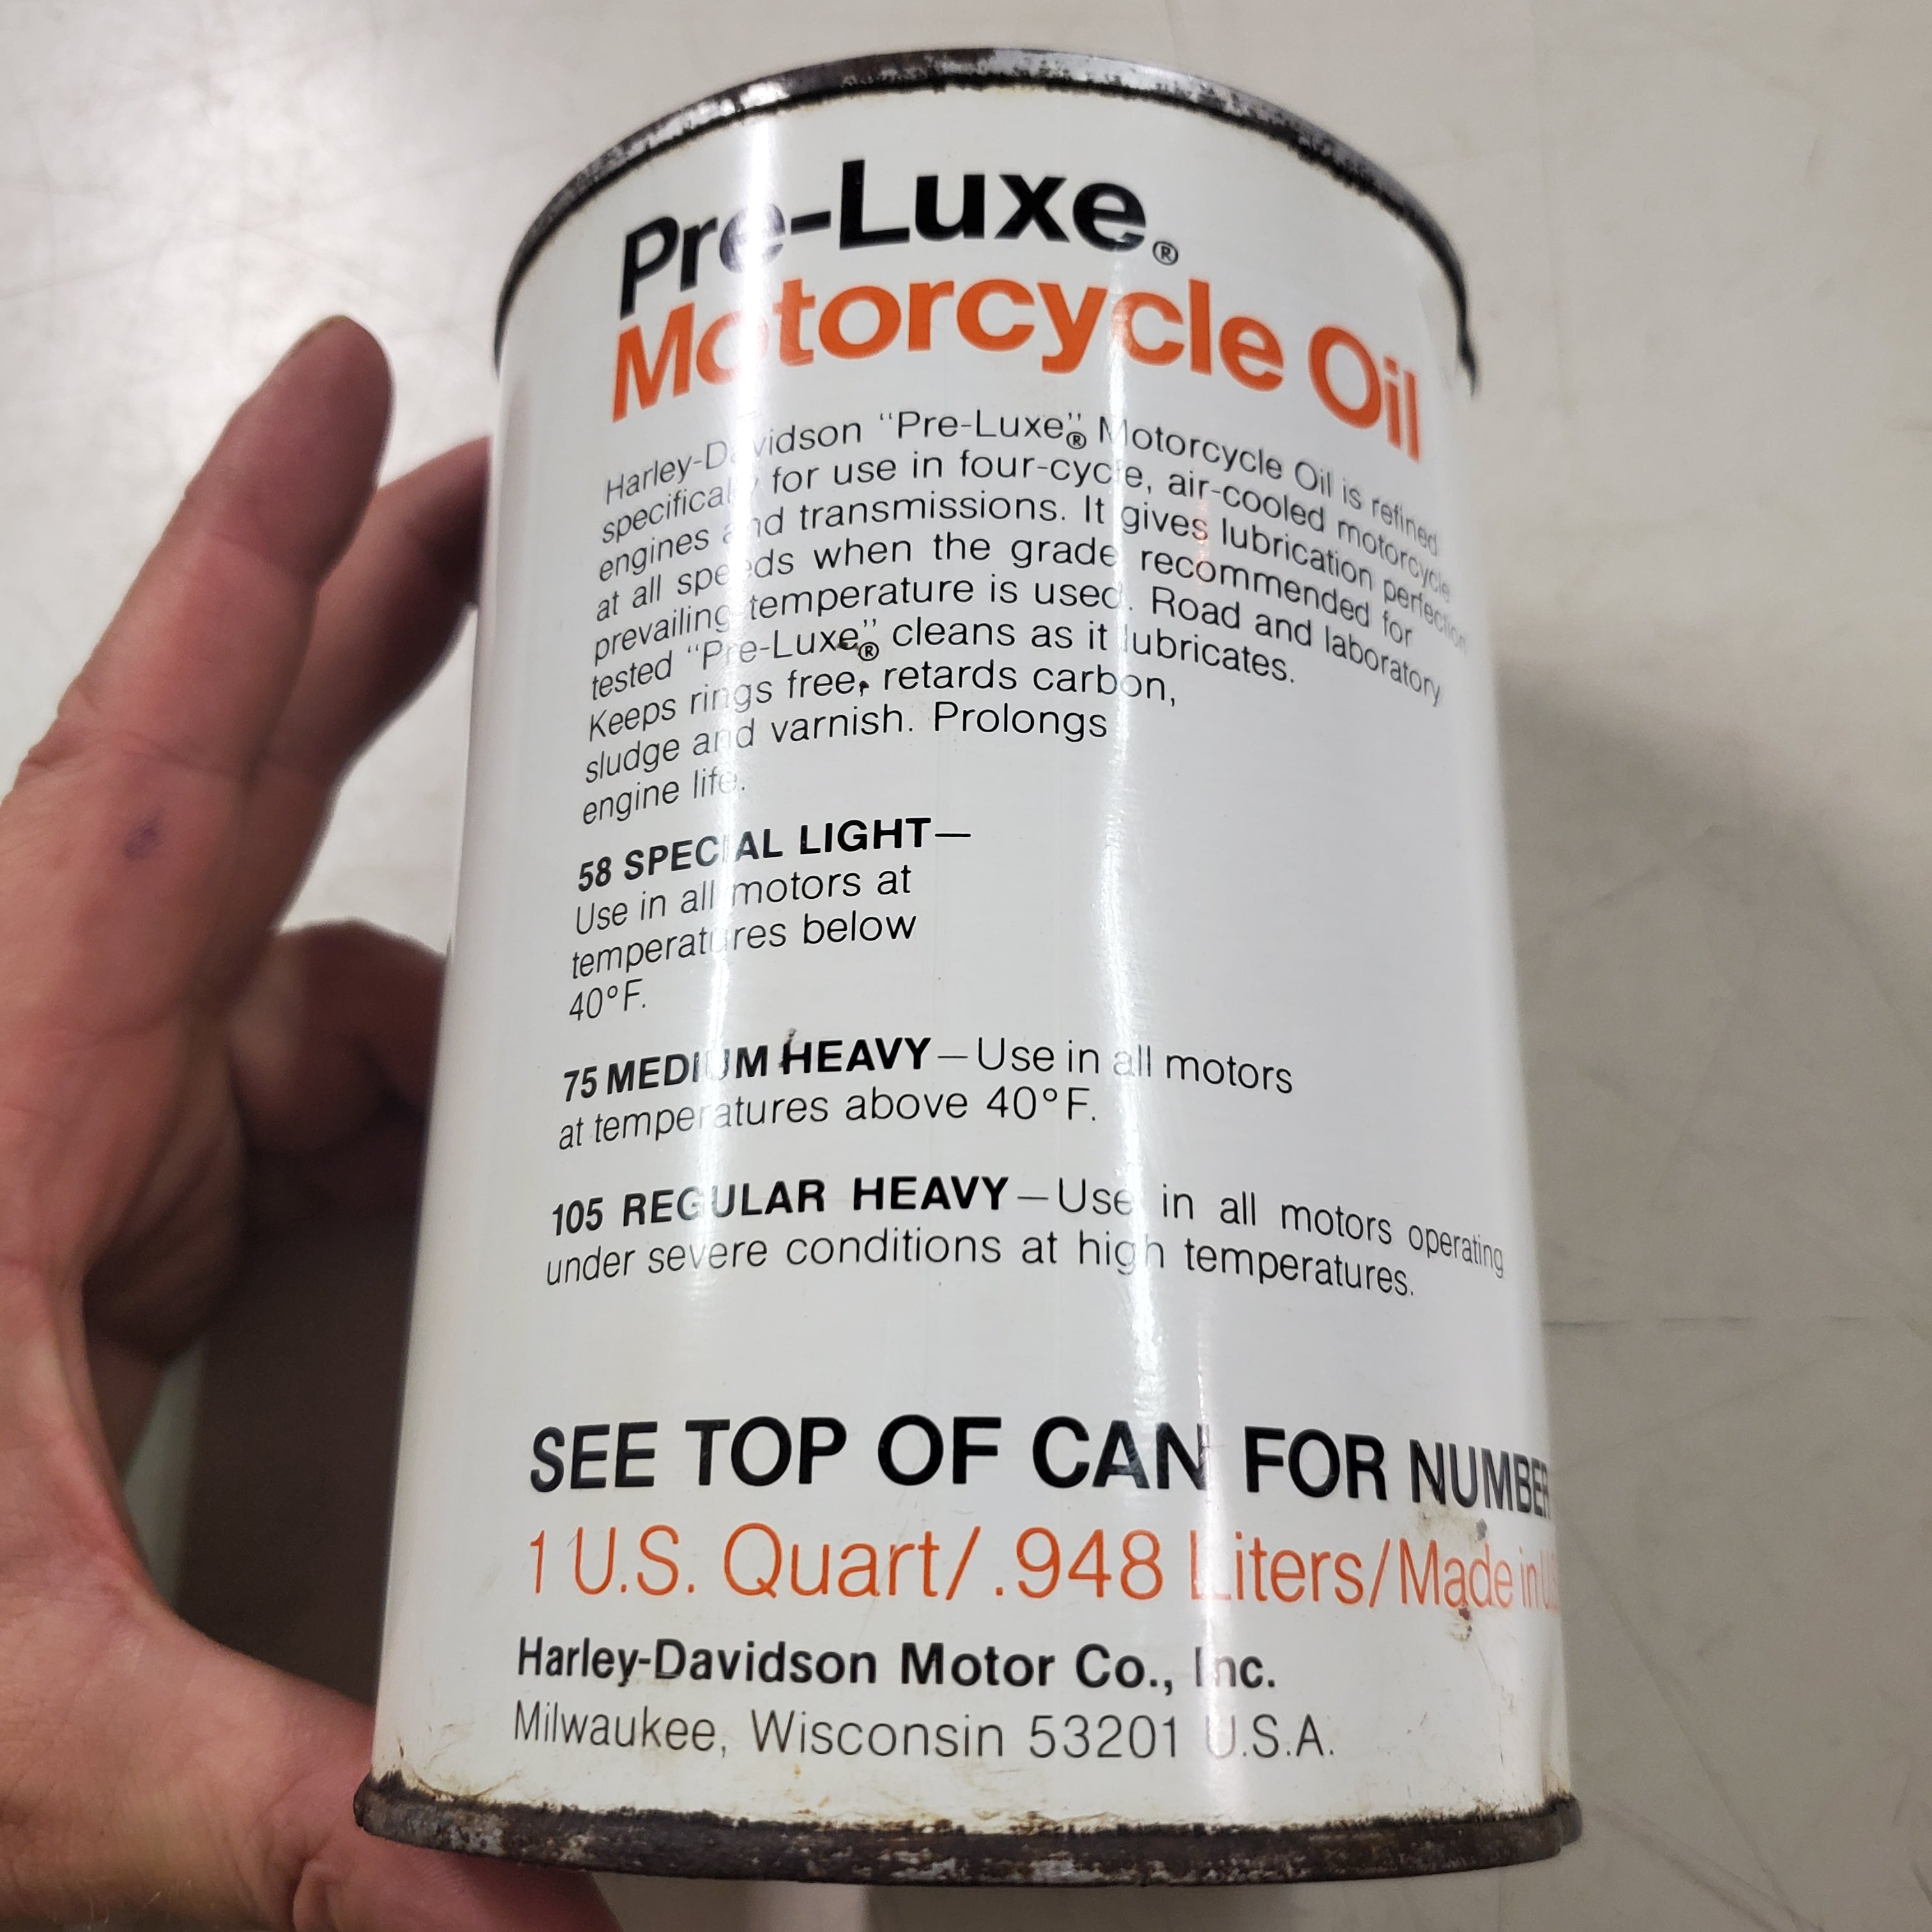 Pre-Luxe®
Motorcycle Oil
Harley-Davidson “Pre-Luxe”® Motorcycle Oil is refined
specifically for use in four-cycle, air-cooled motorcycle
engines and transmissions. It gives lubrication perfection
at all speeds when the grade recommended for
prevailing temperature is used. Road and laboratory
tested “Pre-Luxe”® cleans as it lubricates.
Keeps rings free, retards carbon,
sludge and varnish. Prolongs
engine life.
58 SPECIAL LIGHT—
Use in all motors at
temperatures below
40°F.
75 MEDIUM HEAVY—Use in all motors
at temperatures above 40°F.
105 REGULAR HEAVY—Use in all motors operating
under severe conditions at high temperatures.
SEE TOP OF CAN FOR NUMBER
1 U.S. Quart/ .948 Liters/Made in
Harley-Davidson Motor Co., Inc.
Milwaukee, Wisconsin 53201 U.S.A.